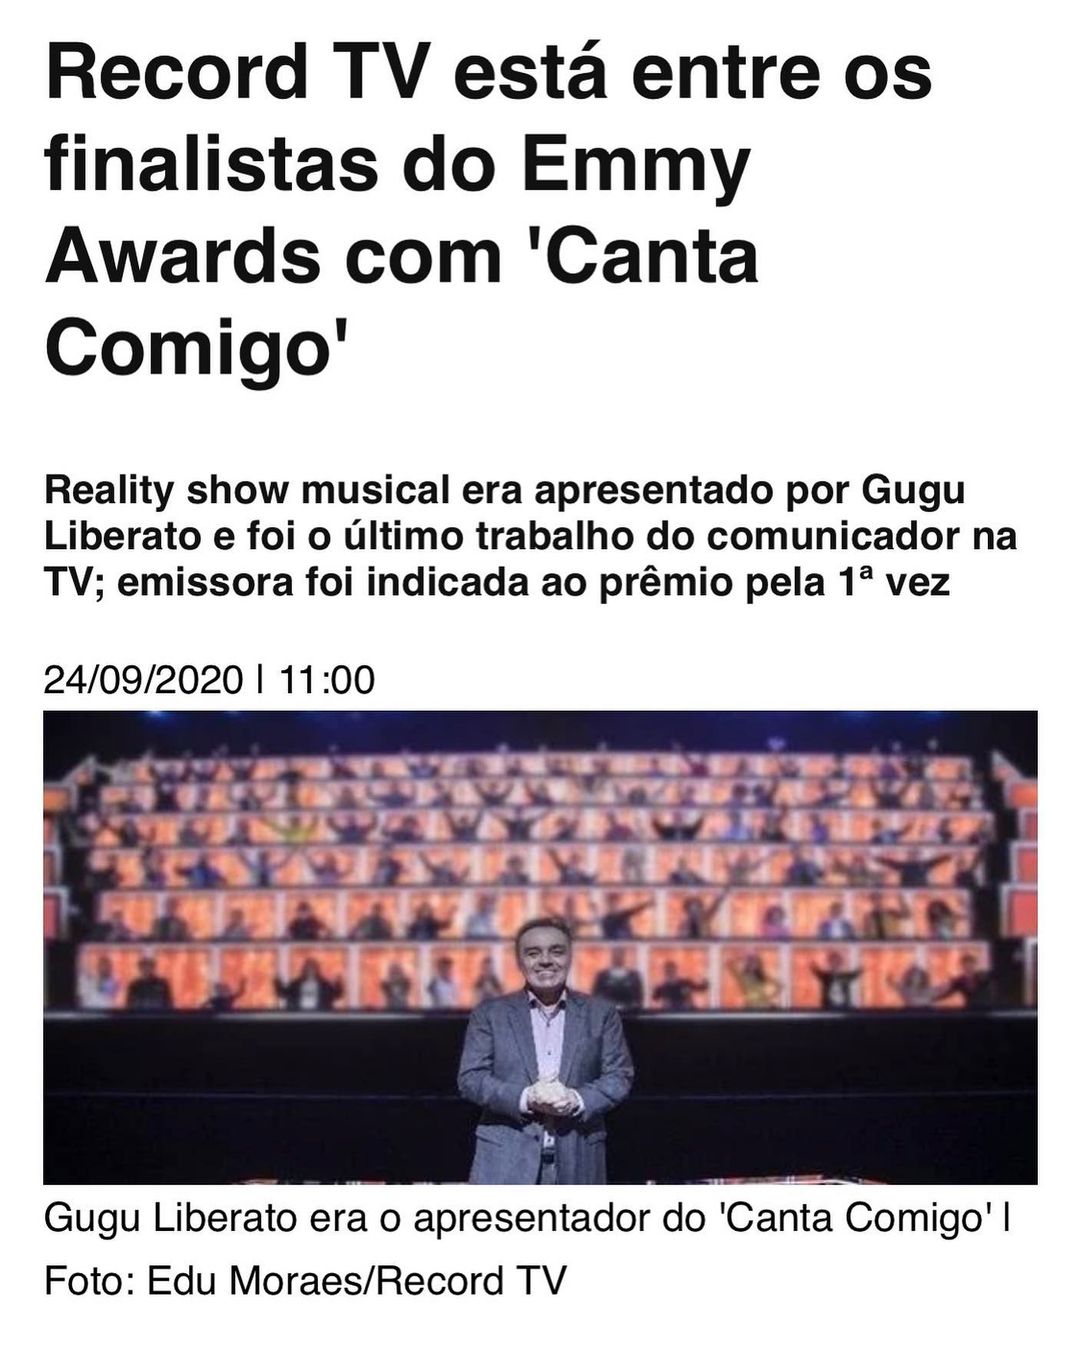 Record TV está entre os
finalistas do Emmy
Awards com 'Canta
Comigo'
Reality show musical era apresentado por Gugu
Liberato e foi o último trabalho do comunicador na
TV; emissora foi indicada ao prêmio pela 1ª vez
24/09/2020 | 11:00
Gugu Liberato era o apresentador do 'Canta Comigo' |
Foto: Edu Moraes/Record TV